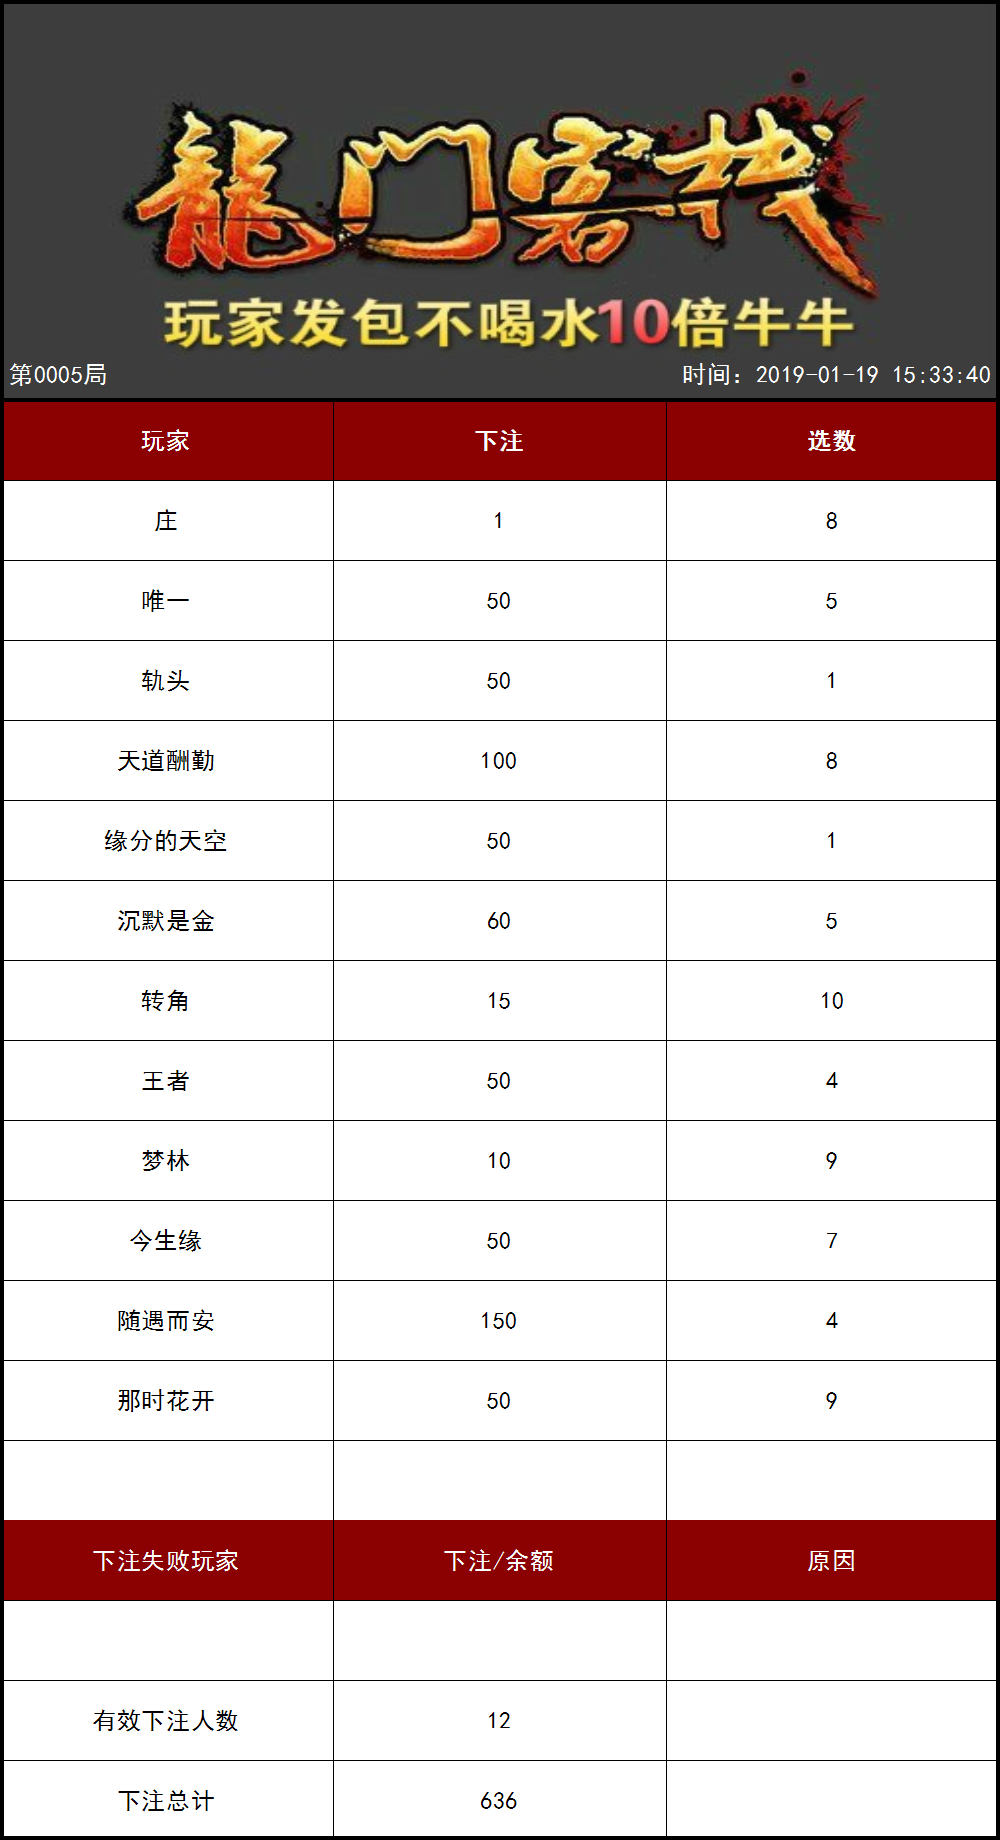 龍门客栈
玩家发包不喝水10倍牛牛
第0005局 时间：2019-01-19 15:33:40
玩家 下注 选数
庄 1 8
唯一 50 5
轨头 50 1
天道酬勤 100 8
缘分的天空 50 1
沉默是金 60 5
转角 15 10
王者 50 4
梦林 10 9
今生缘 50 7
随遇而安 150 4
那时花开 50 9
下注失败玩家 下注/余额 原因
有效下注人数 12
下注总计 636